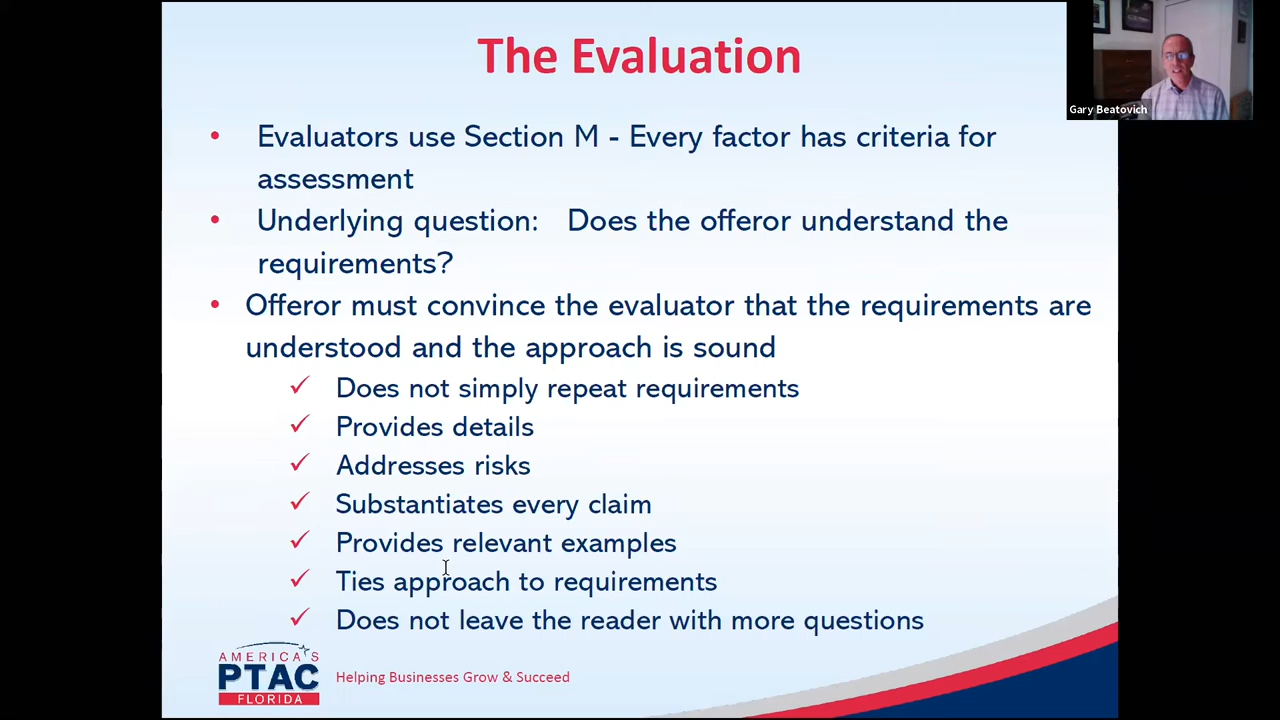 The Evaluation
Gary Beatovich
• Evaluators use Section M - Every factor has criteria for
assessment
• Underlying question: Does the offeror understand the
requirements?
• Offeror must convince the evaluator that the requirements are
understood and the approach is sound
✓ Does not simply repeat requirements
✓ Provides details
✓ Addresses risks
✓ Substantiates every claim
✓ Provides relevant examples
✓ Ties approach to requirements
✓ Does not leave the reader with more questions
AMERICA'S
PTAC
FLORIDA
Helping Businesses Grow & Succeed